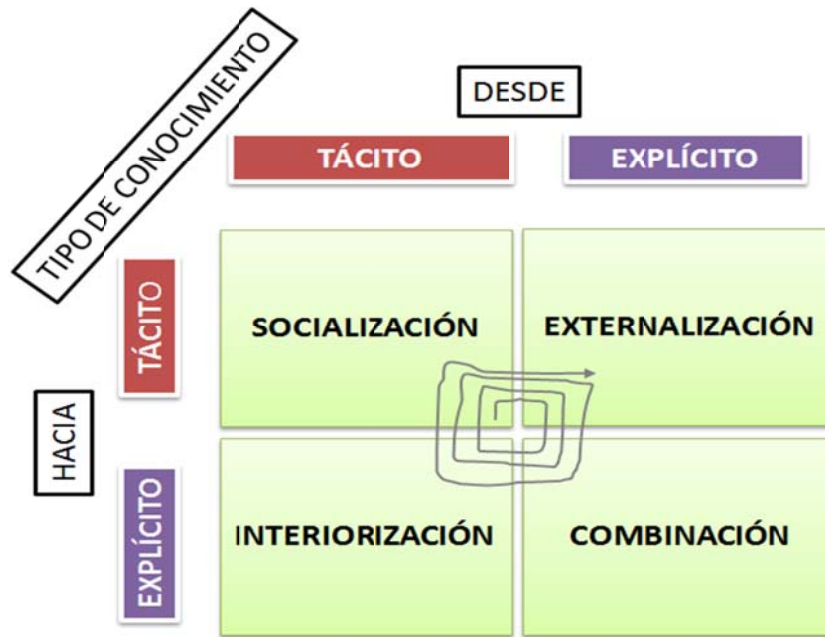 TIPO DE CONOCIMIENTO
DESDE
TÁCITO EXPLÍCITO
HACIA
TÁCITO
SOCIALIZACIÓN EXTERNALIZACIÓN
EXPLÍCITO
INTERIORIZACIÓN COMBINACIÓN